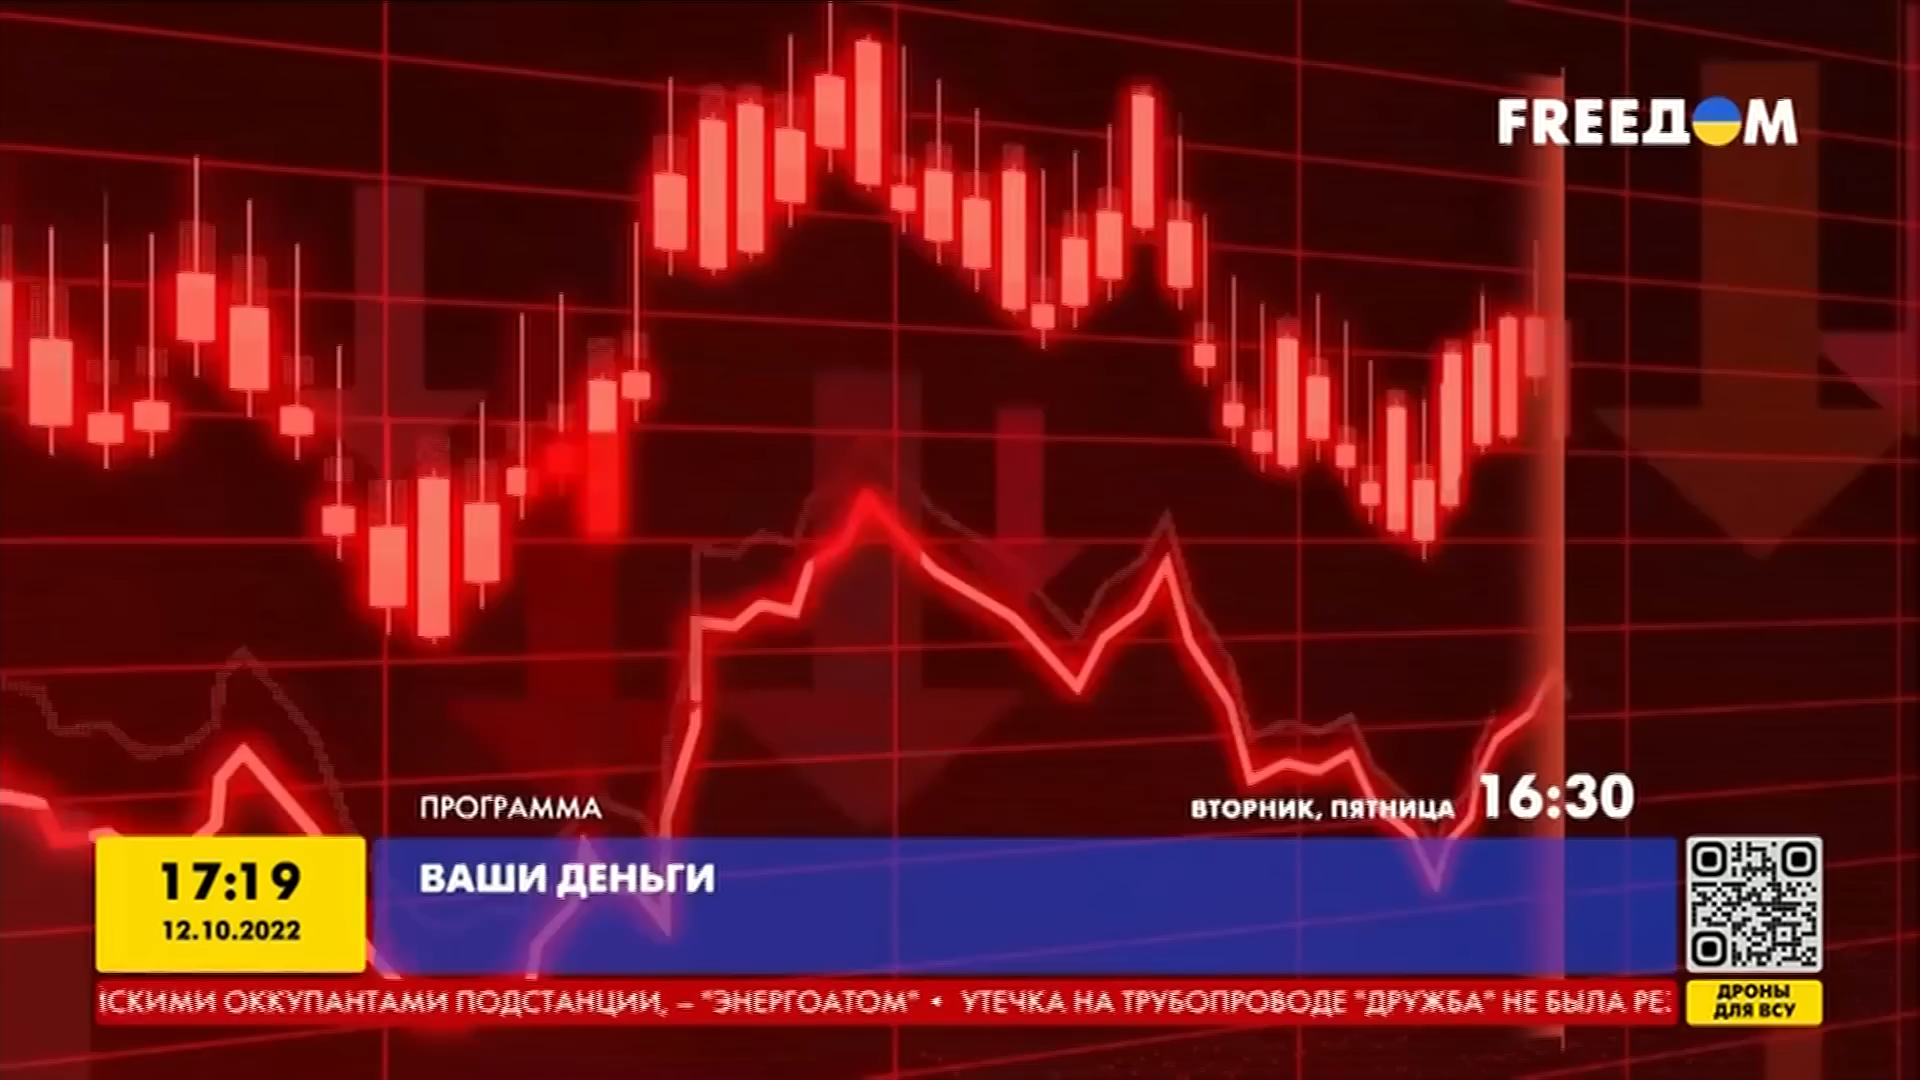 FREEДОМ
ПРОГРАММА
ВТОРНИК, ПЯТНИЦА 16:30
17:19
12.10.2022
ВАШИ ДЕНЬГИ
ОККУПАНТАМИ ПОДСТАНЦИИ, – "ЭНЕРГОАТОМ" • УТЕЧКА НА ТРУБОПРОВОДЕ "ДРУЖБА" НЕ БЫЛА
ДРОНЫ
ДЛЯ ВСУ